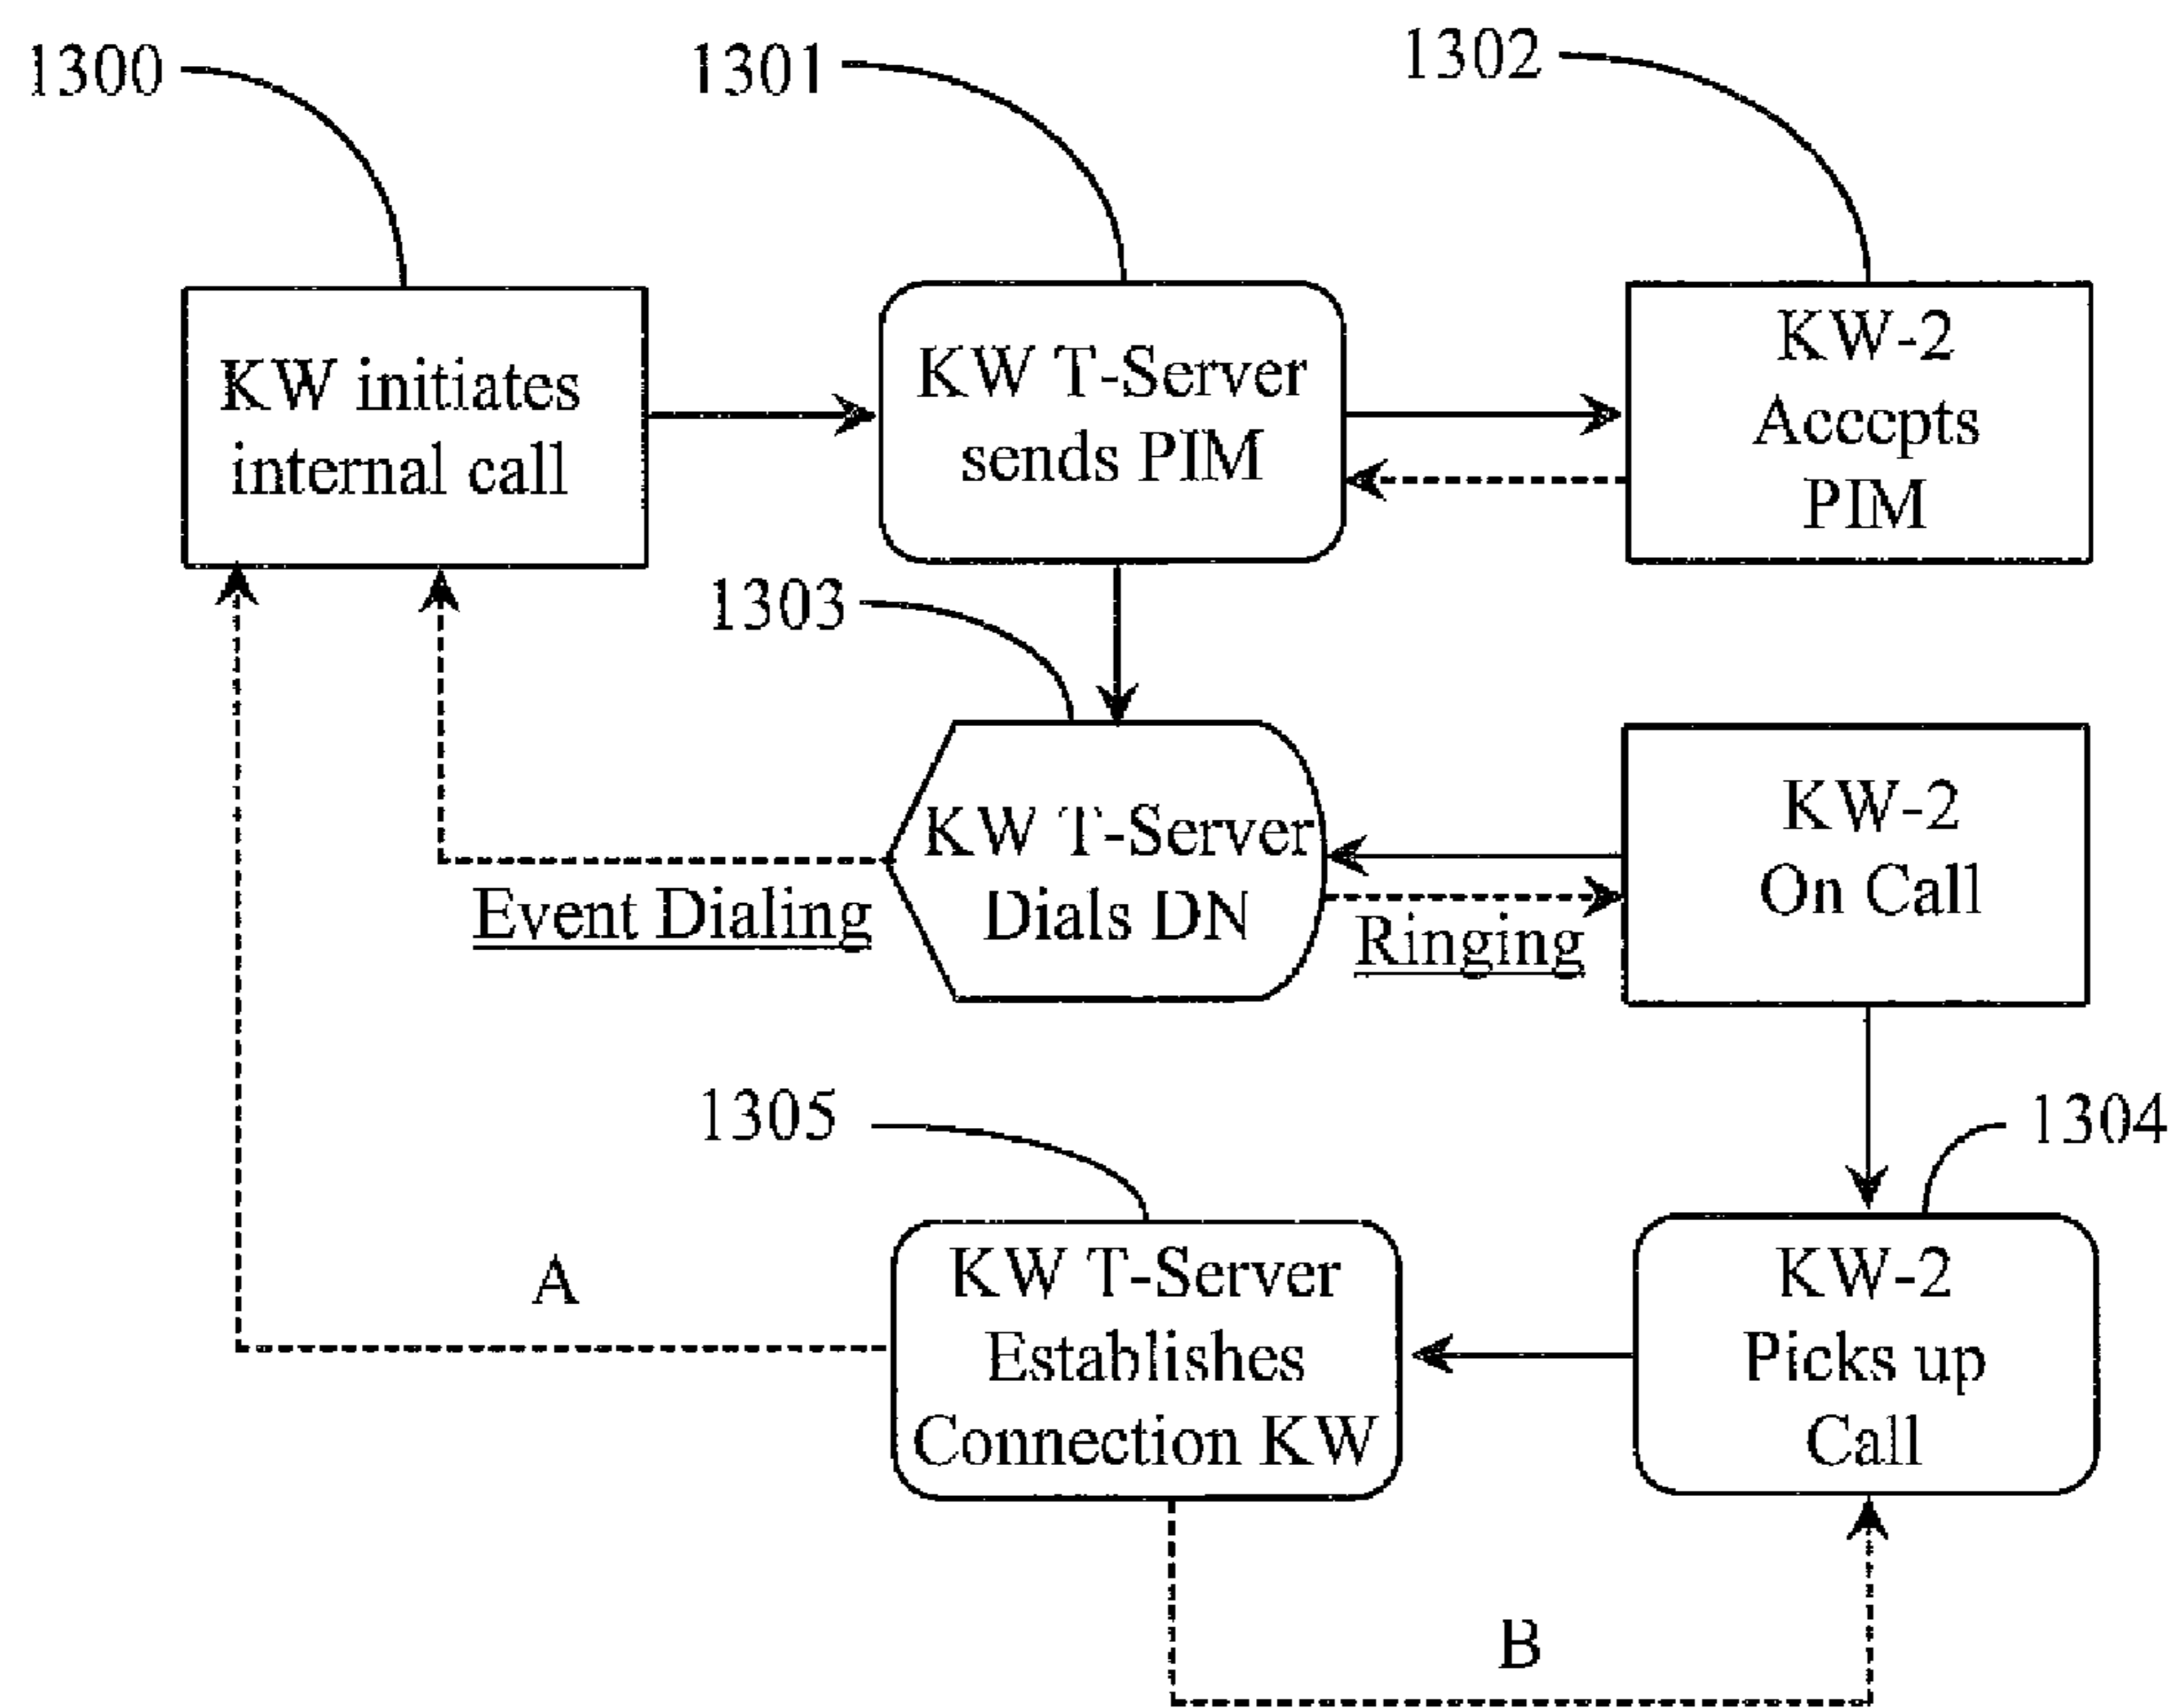 1300
1301
1302
KW initiates
internal call
KW T-Server
sends PIM
KW-2
Acccpts
PIM
1303
KW T-Server
Dials DN
KW-2
On Call
Event Dialing
Ringing
1305
1304
A
KW T-Server
Establishes
Connection KW
KW-2
Picks up
Call
B